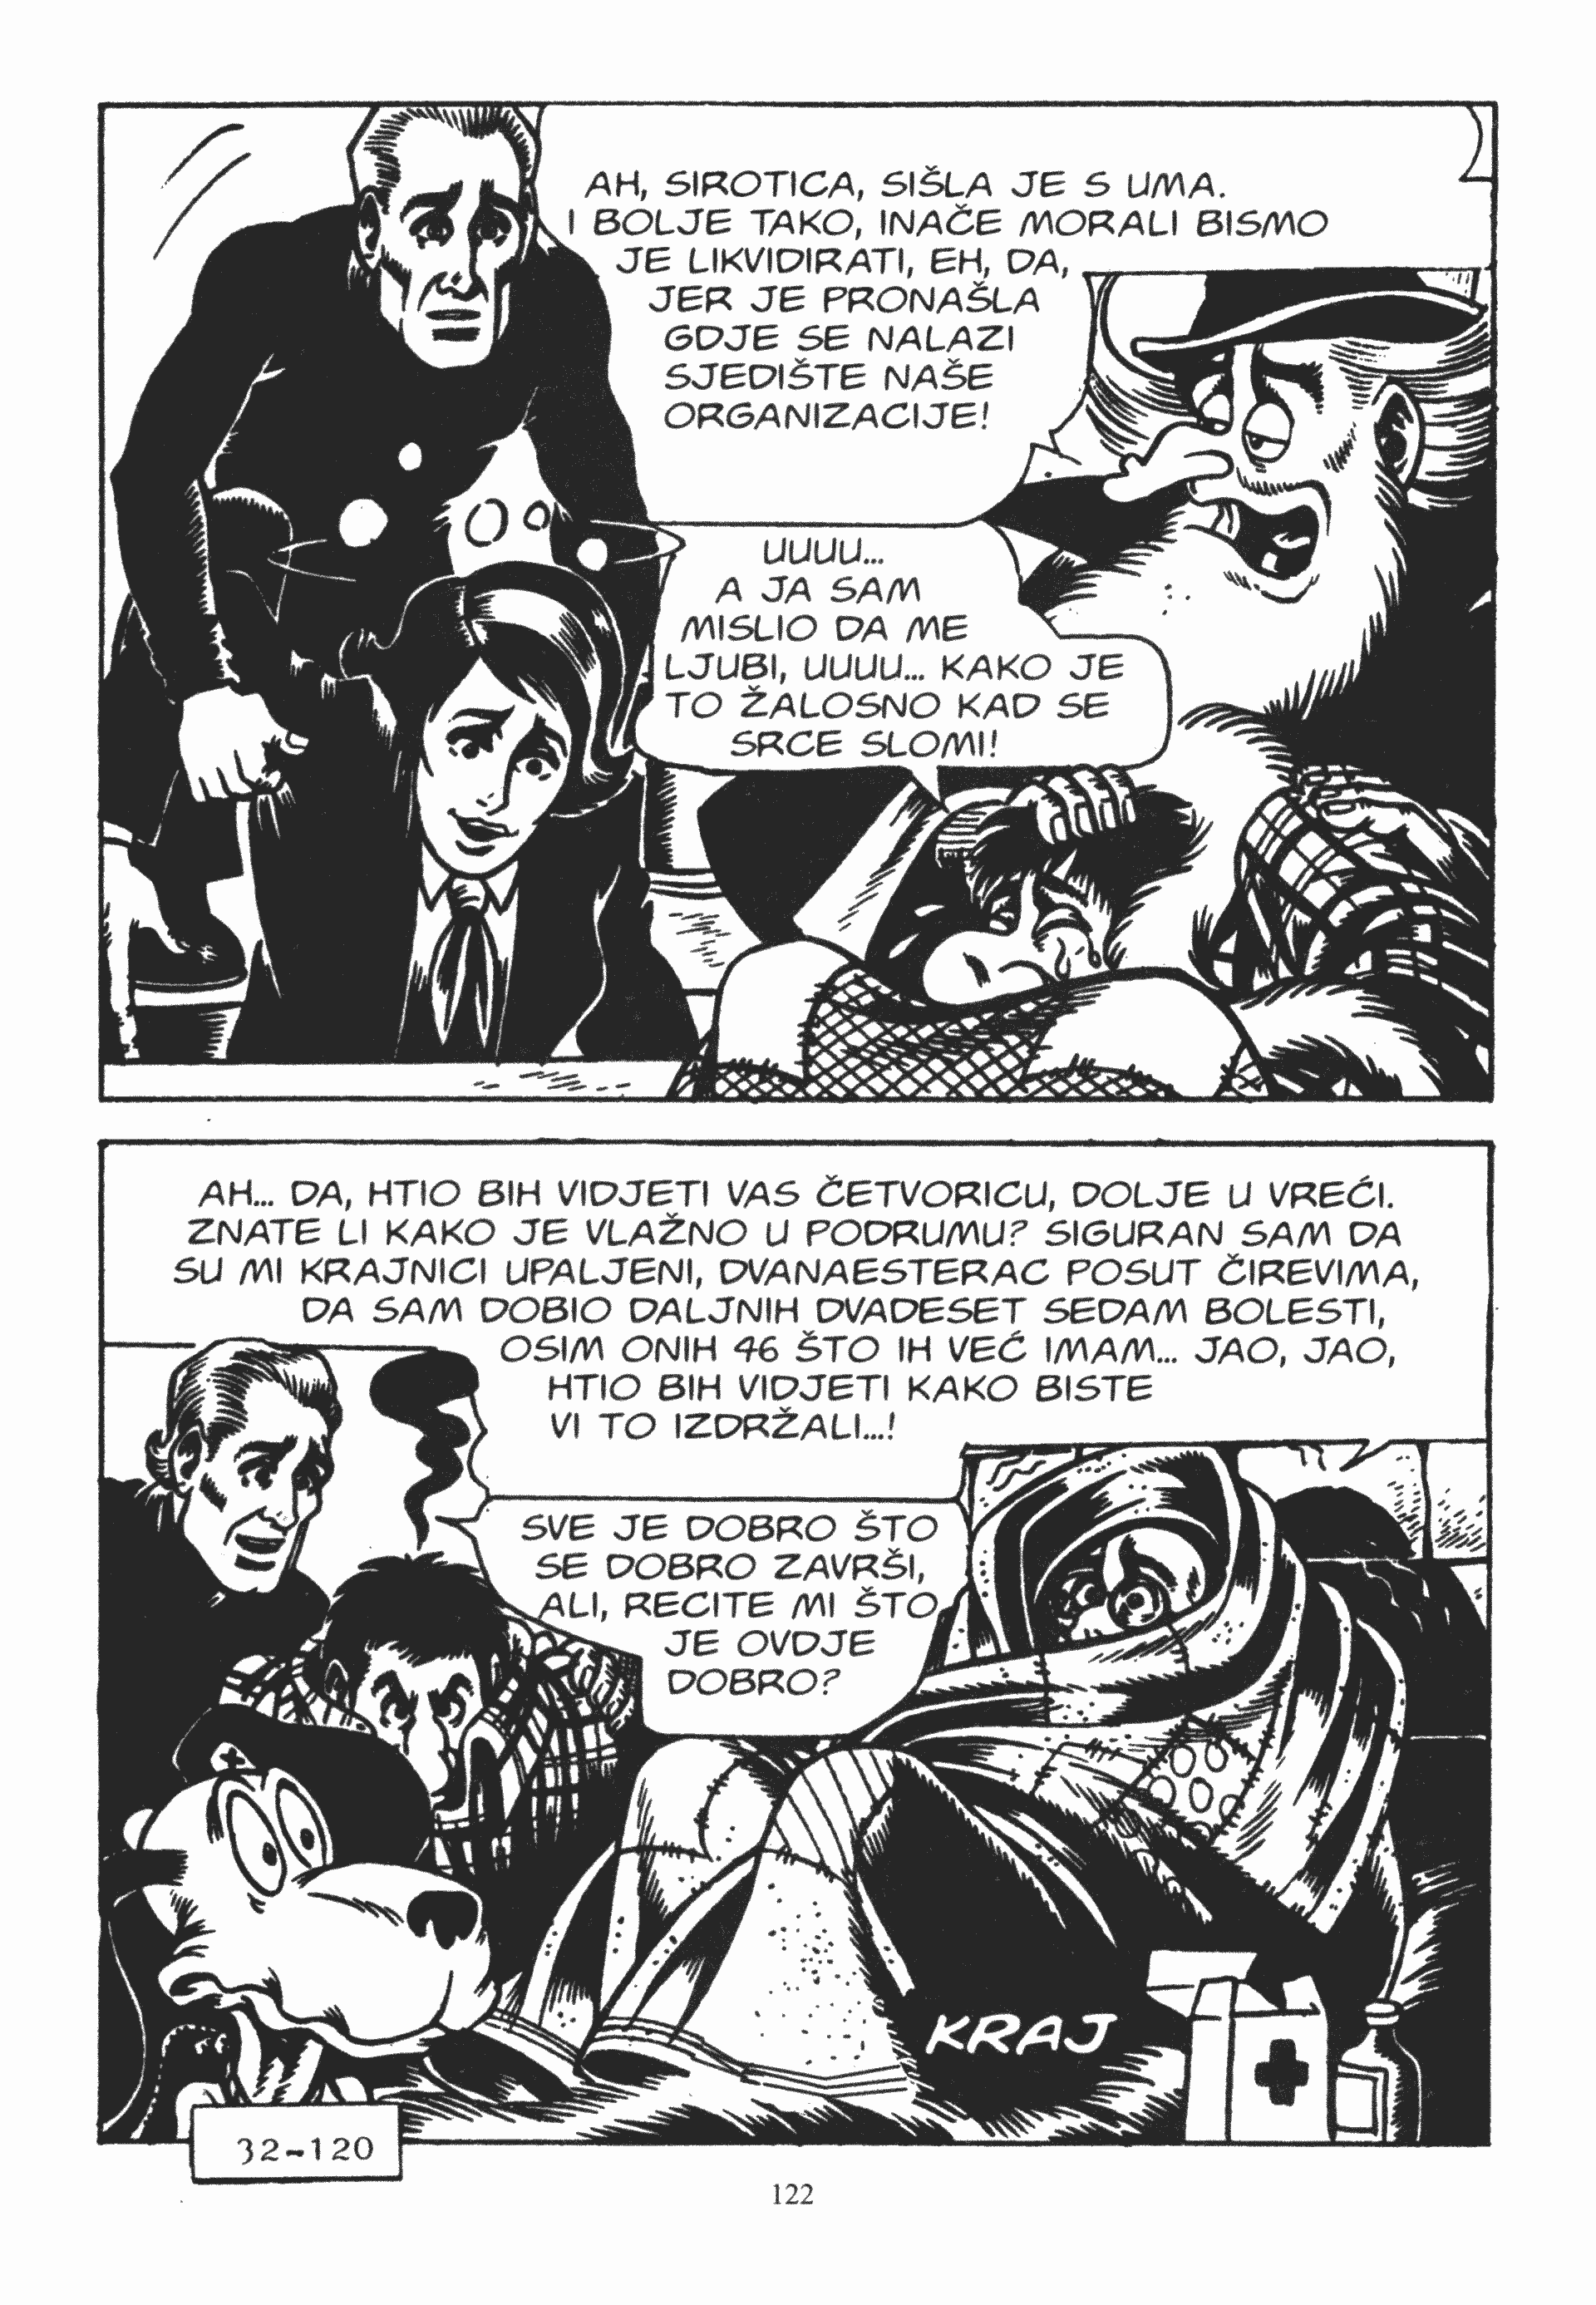 AH, SIROTICA, SIŠLA JE S UMA.
I BOLJE TAKO, INAČE MORALI BISMO
JE LIKVIDIRATI, EH, DA,
JER JE PRONAŠLA
GDJE SE NALAZI
SJEDIŠTE NAŠE
ORGANIZACIJE!
UUUU...
A JA SAM
MISLIO DA ME
LJUBI, UUUU... KAKO JE
TO ŽALOSNO KAD SE
SRCE SLOMI!
AH... DA, HTIO BIH VIDJETI VAS ČETVORICU, DOLJE U VREĆI.
ZNATE LI KAKO JE VLAŽNO U PODRUMU? SIGURAN SAM DA
SU MI KRAJNICI UPALJENI, DVANAESTERAC POSUT ČIREVIMA,
DA SAM DOBIO DALJNIH DVADESET SEDAM BOLESTI,
OSIM ONIH 46 ŠTO IH VEĆ IMAM... JAO, JAO,
HTIO BIH VIDJETI KAKO BISTE
VI TO IZDRŽALI...!
SVE JE DOBRO ŠTO
SE DOBRO ZAVRŠI,
ALI, RECITE MI ŠTO
JE OVDJE
DOBRO?
KRAJ
32-120
122